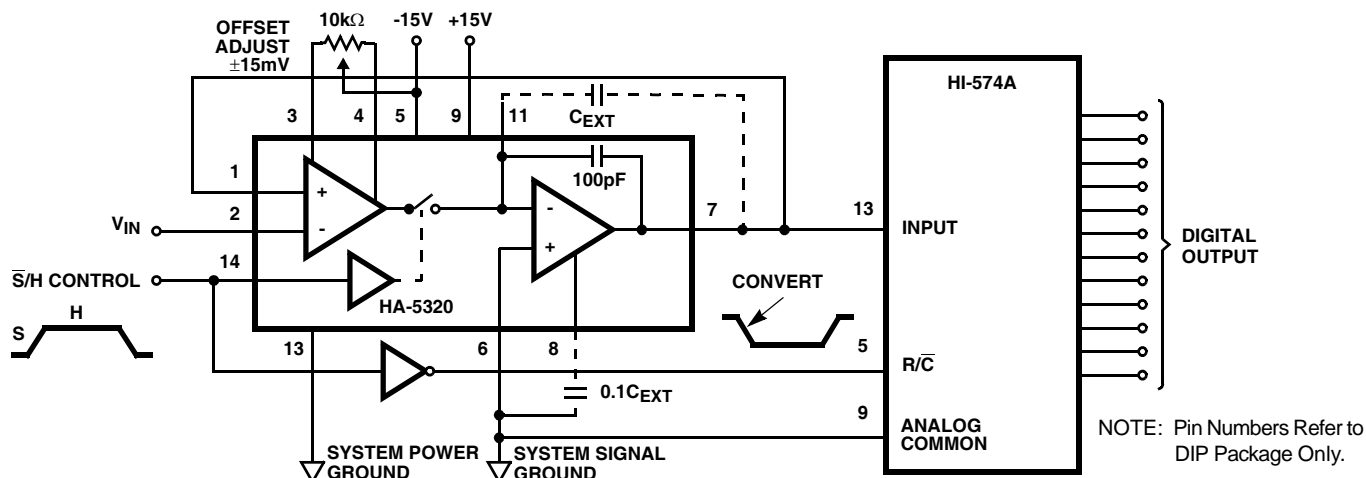 OFFSET
ADJUST
±15mV
10kΩ
-15V
+15V
HI-574A
3
4
5
9
11
C_EXT
100pF
1
2
V_IN
+
-
-
+
7
13
INPUT
DIGITAL
OUTPUT
S̅/H CONTROL
14
HA-5320
CONVERT
S
H
13
6
8
0.1C_EXT
5
R/C̅
9
ANALOG
COMMON
SYSTEM POWER
GROUND
SYSTEM SIGNAL
GROUND
NOTE: Pin Numbers Refer to
DIP Package Only.